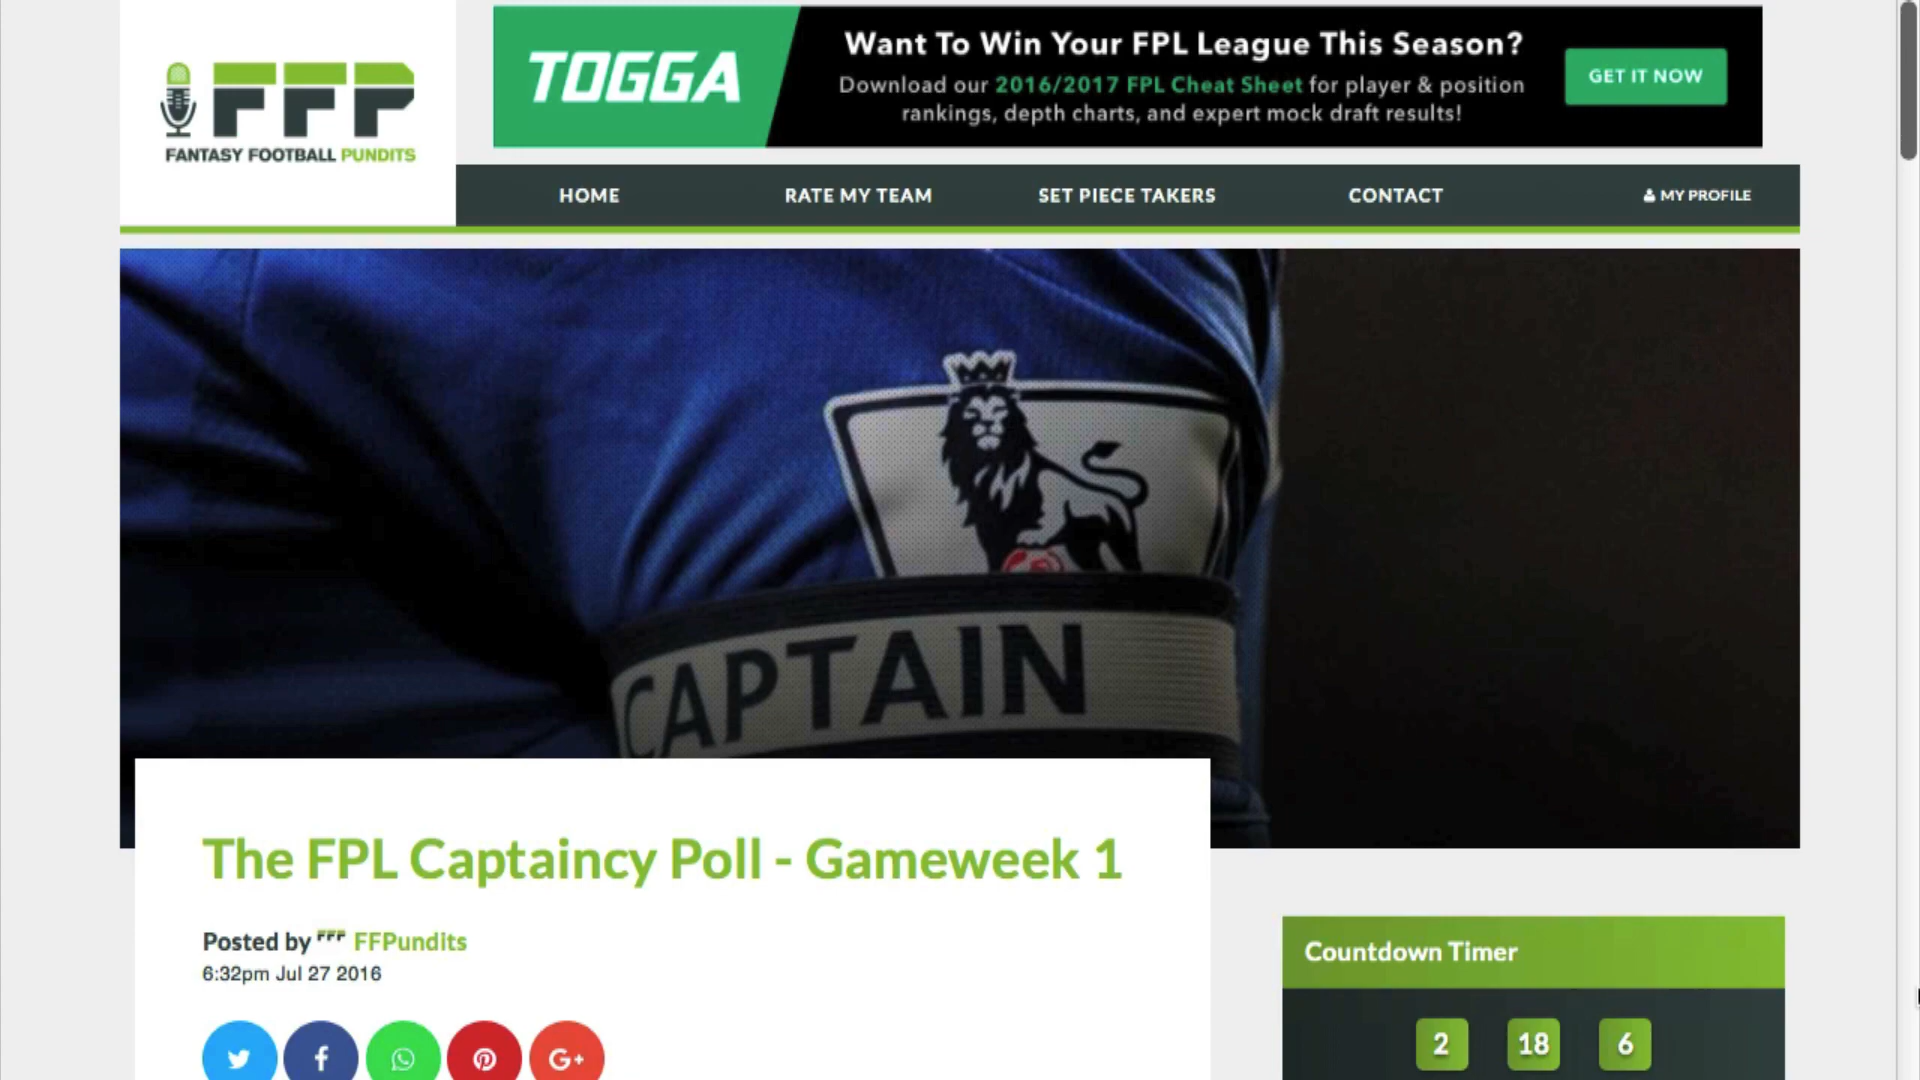 FFP
FANTASY FOOTBALL PUNDITS
TOGGA
Want To Win Your FPL League This Season?
Download our 2016/2017 FPL Cheat Sheet for player & position
rankings, depth charts, and expert mock draft results!
GET IT NOW
HOME
RATE MY TEAM
SET PIECE TAKERS
CONTACT
MY PROFILE
CAPTAIN
The FPL Captaincy Poll - Gameweek 1
Posted by FFF FFPundits
6:32pm Jul 27 2016
G+
Countdown Timer
2 18 6